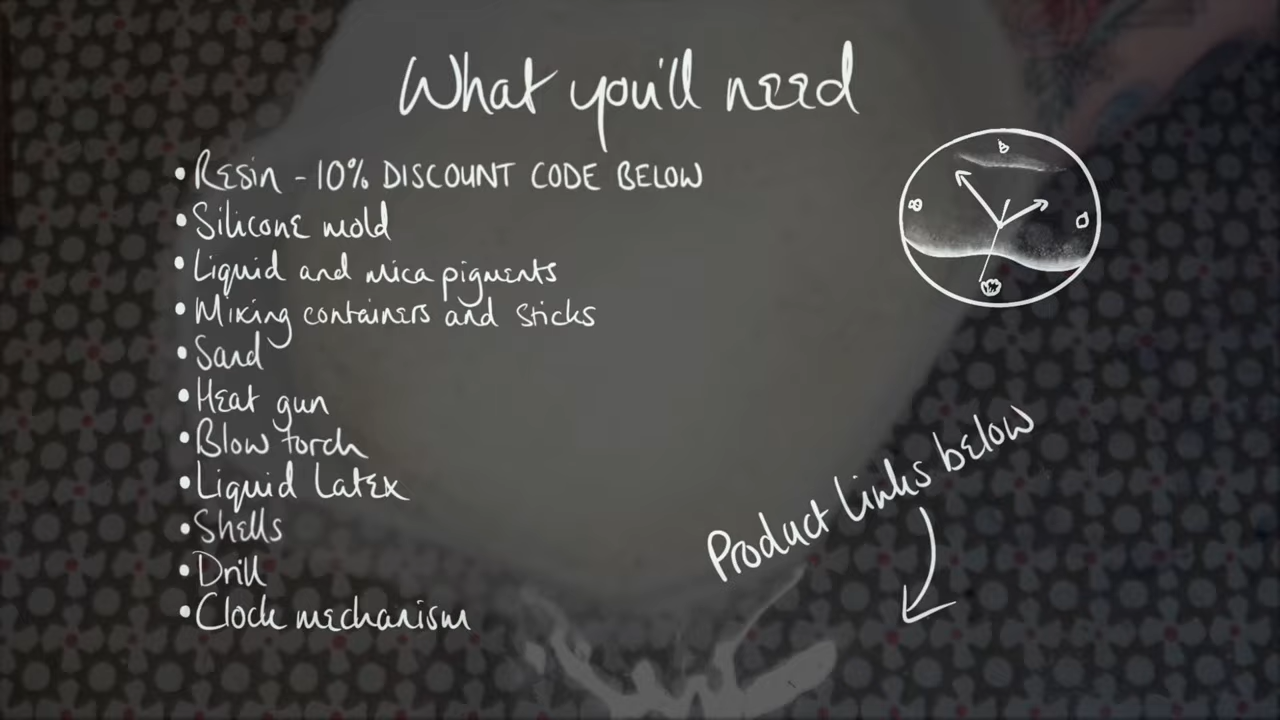 What you'll need
• Resin - 10% DISCOUNT CODE BELOW
• Silicone mold
• Liquid and mica pigments
• Mixing containers and sticks
• Sand
• Heat gun
• Blow torch
• Liquid Latex
• Shells
• Drill
• Clock mechanism
Product links below